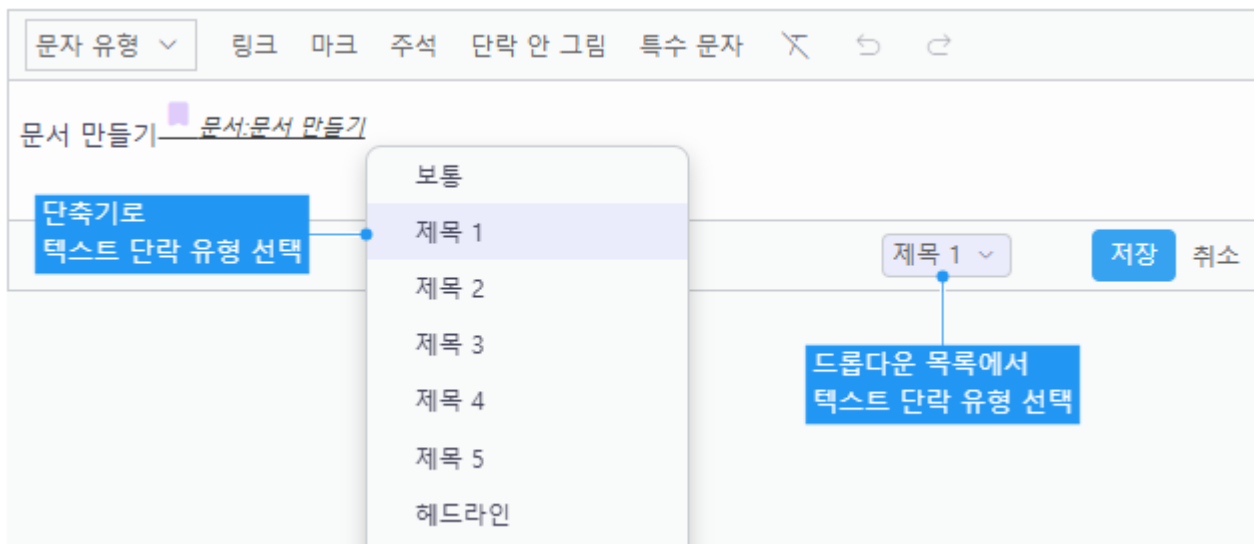 문자 유형 링크 마크 주석 단락 안 그림 특수 문자
문서 만들기 문서:문서 만들기
보통
단축기로
텍스트 단락 유형 선택
제목 1
제목 1 저장 취소
제목 2
제목 3
제목 4
제목 5
헤드라인
드롭다운 목록에서
텍스트 단락 유형 선택